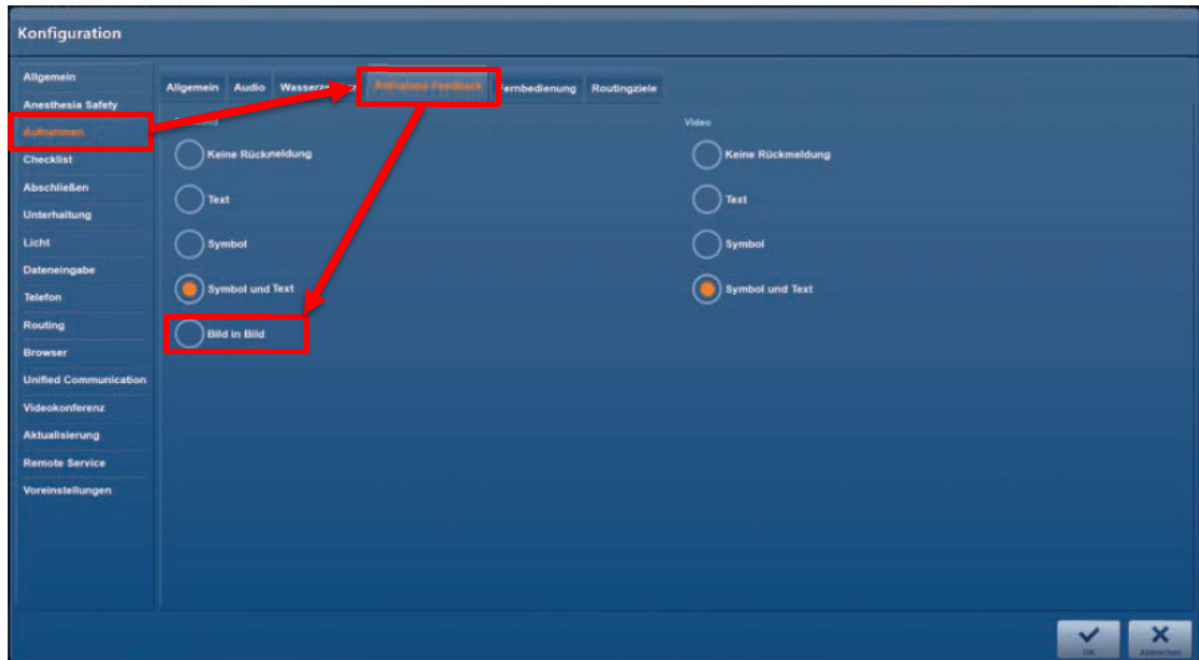 Konfiguration
Allgemein
Anesthesia Safety
Aufnahmen
Checklist
Abschließen
Unterhaltung
Licht
Dateneingabe
Telefon
Routing
Browser
Unified Communication
Videokonferenz
Aktualisierung
Remote Service
Voreinstellungen
Allgemein Audio Feedback Fernbedienung Routingziele
Keine Rückmeldung
Text
Symbol
Symbol und Text
Bild in Bild
Video
Keine Rückmeldung
Text
Symbol
Symbol und Text
OK
Abbrechen